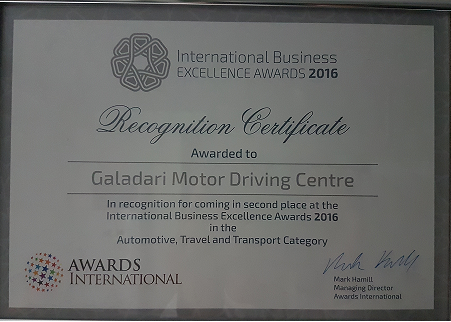 International Business
EXCELLENCE AWARDS 2016
Recognition Certificate
Awarded to
Galadari Motor Driving Centre
In recognition for coming in second place at the
International Business Excellence Awards 2016
in the
Automotive, Travel and Transport Category
AWARDS
INTERNATIONAL
Mark Hamill
Managing Director
Awards International